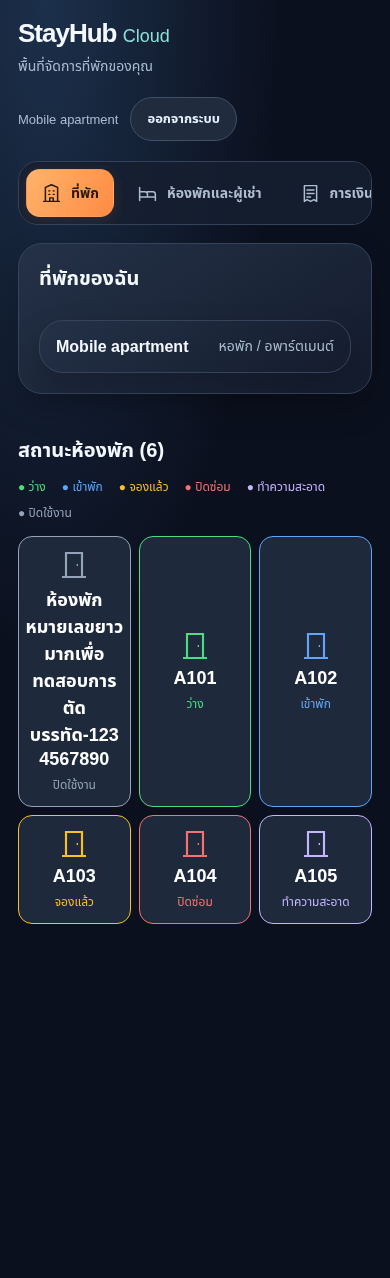 StayHub Cloud
พื้นที่จัดการที่พักของคุณ
Mobile apartment ออกจากระบบ
ที่พัก ห้องพักและผู้เช่า การเงิน
ที่พักของฉัน
Mobile apartment หอพัก / อพาร์ตเมนต์
สถานะห้องพัก (6)
● ว่าง ● เข้าพัก ● จองแล้ว ● ปิดซ่อม ● ทำความสะอาด
● ปิดใช้งาน
ห้องพัก
หมายเลขยาว
มากเพื่อ
ทดสอบการ
ตัด
บรรทัด-123
4567890
ปิดใช้งาน
A101
ว่าง
A102
เข้าพัก
A103
จองแล้ว
A104
ปิดซ่อม
A105
ทำความสะอาด